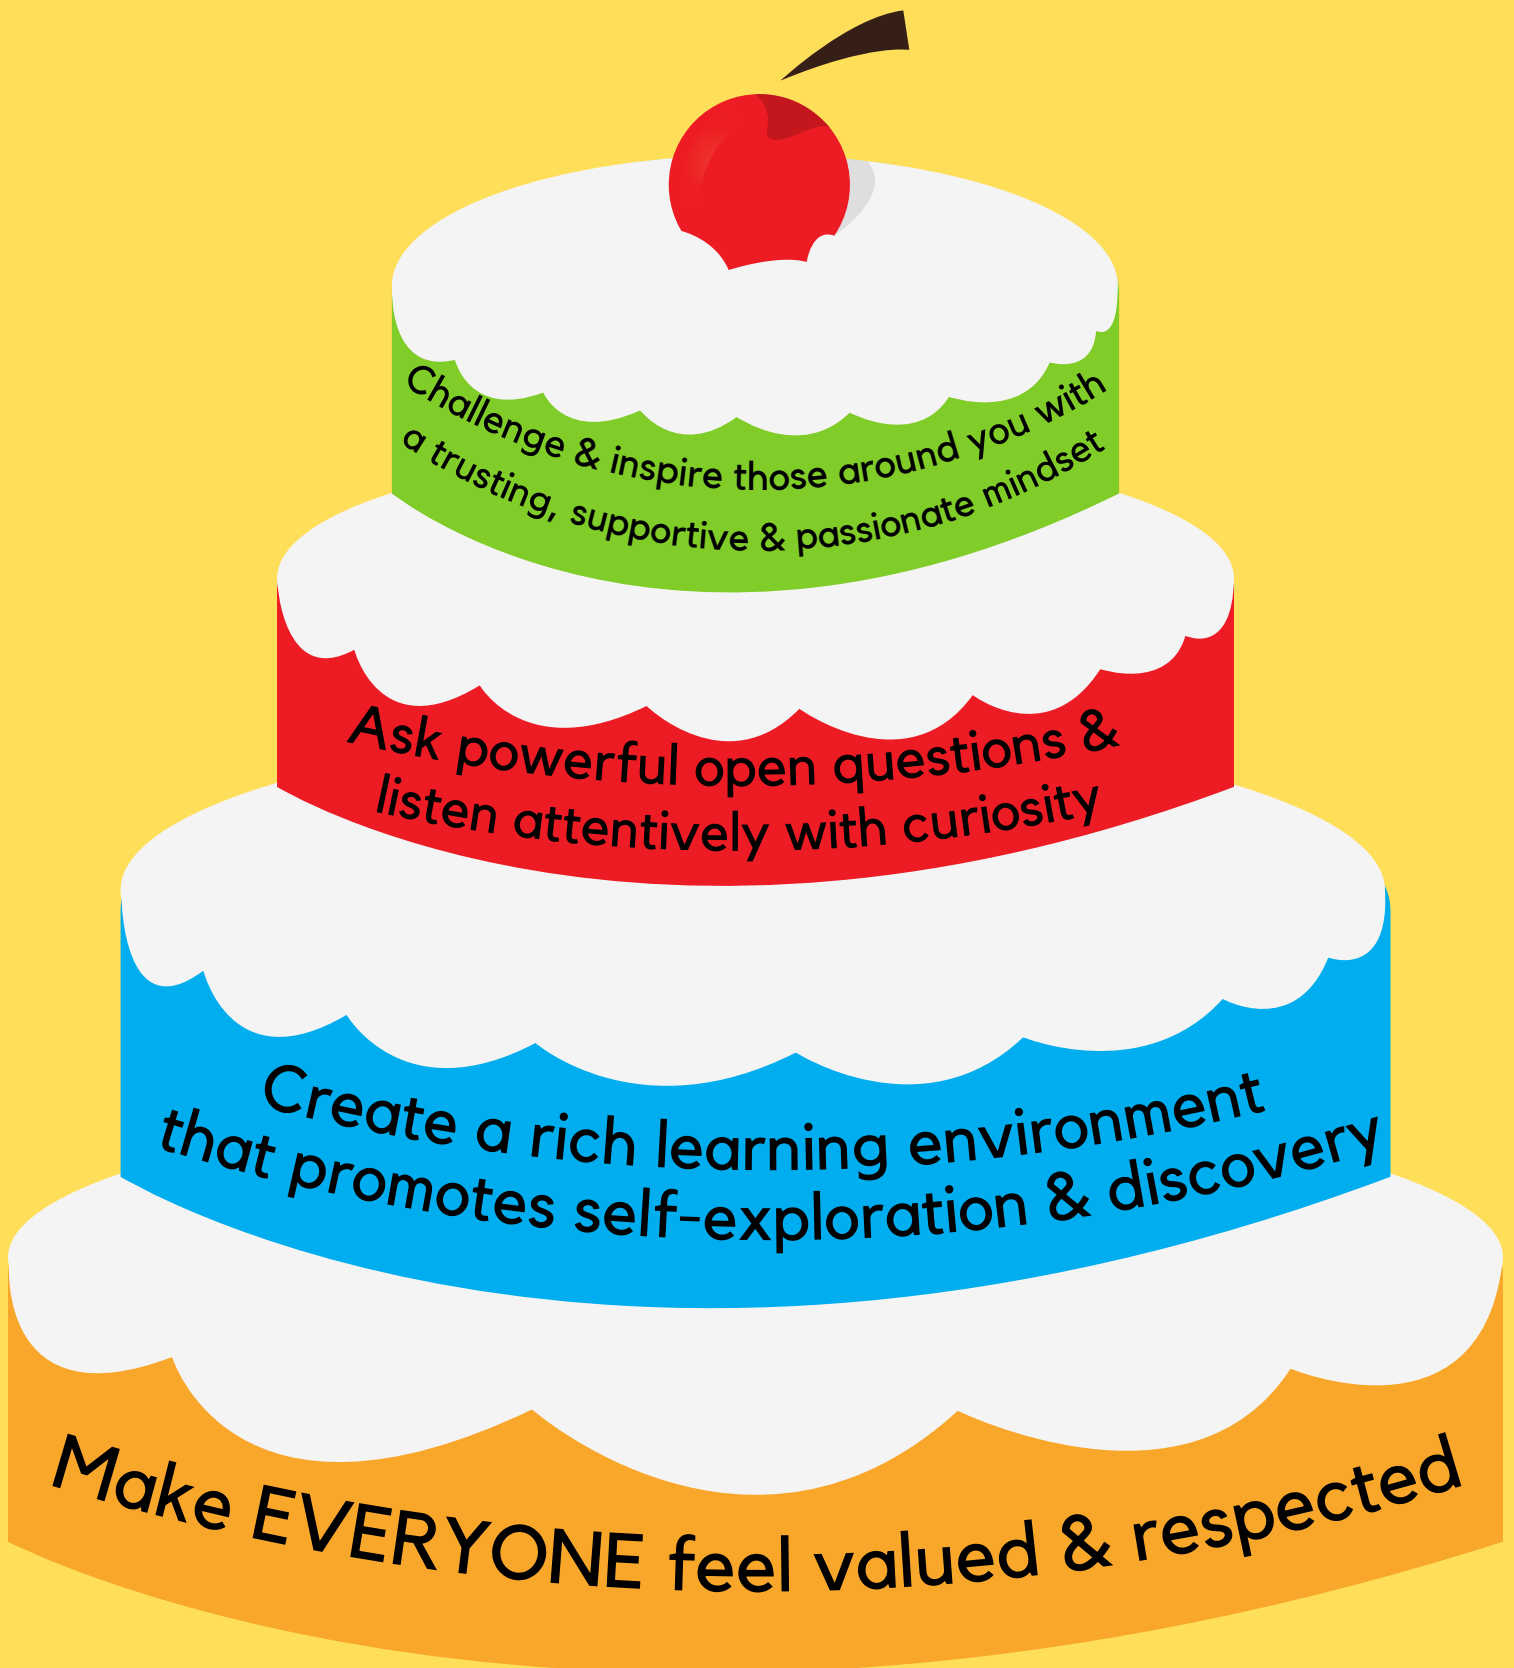 Challenge & inspire those around you with
a trusting, supportive & passionate mindset
Ask powerful open questions &
listen attentively with curiosity
Create a rich learning environment
that promotes self-exploration & discovery
Make EVERYONE feel valued & respected